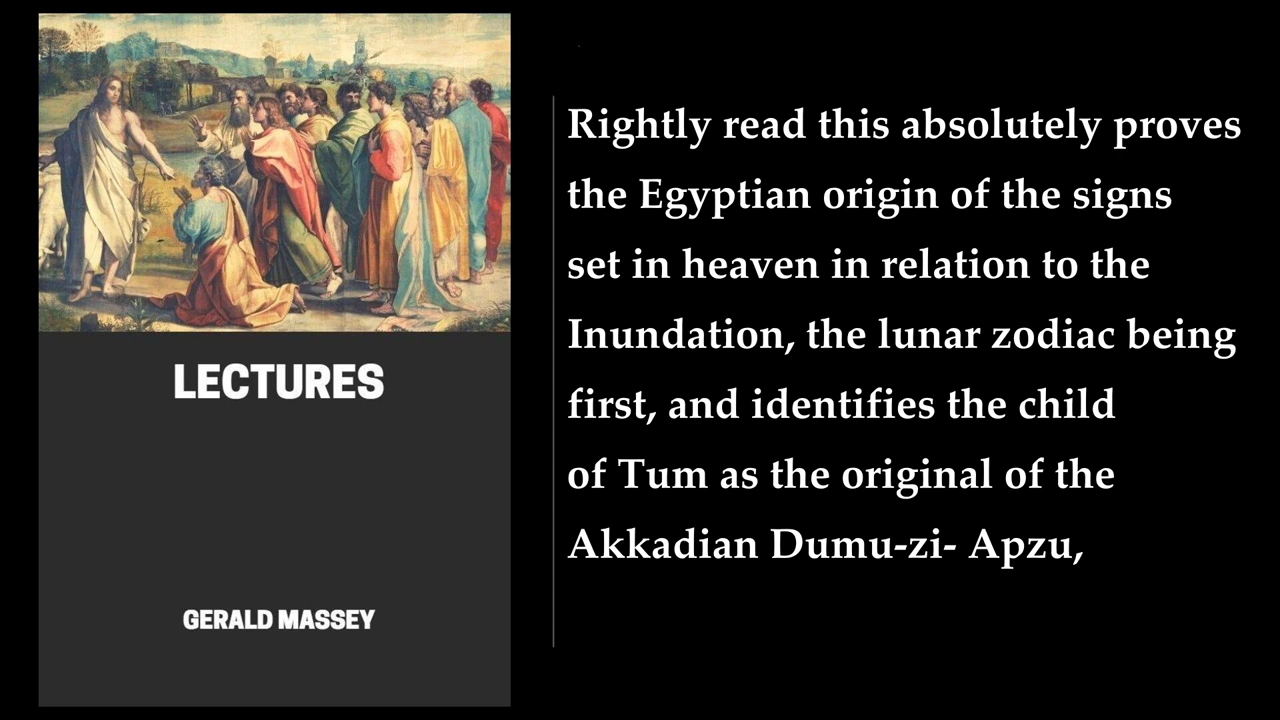 LECTURES
GERALD MASSEY
Rightly read this absolutely proves
the Egyptian origin of the signs
set in heaven in relation to the
Inundation, the lunar zodiac being
first, and identifies the child
of Tum as the original of the
Akkadian Dumu-zi- Apzu,